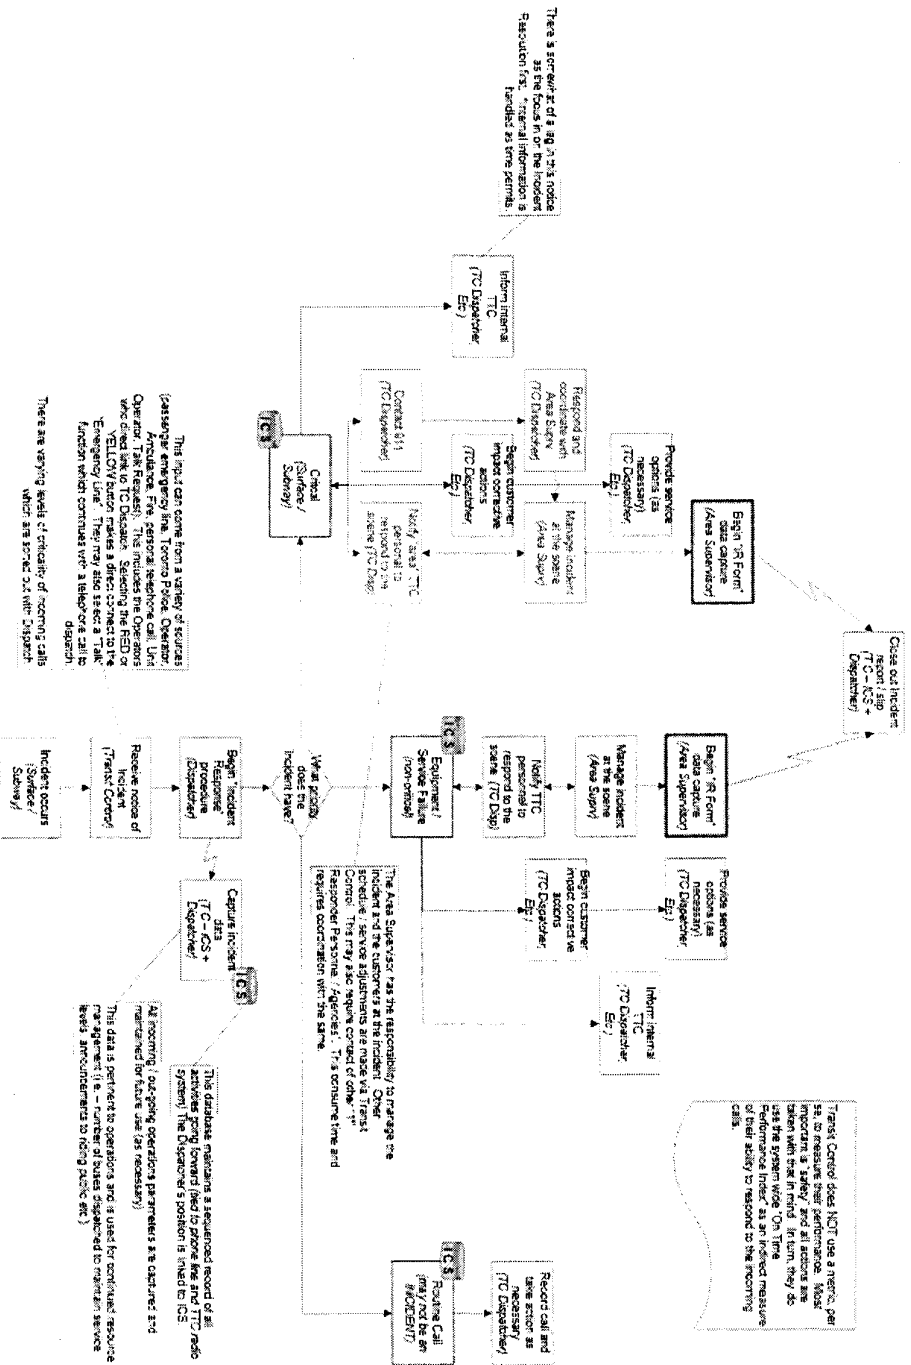 There is somewhat of a lag in this notice
as the focus in on the Incident
Resolution first. "Internal information is
handled as time permits.
Inform internal
TTC
(TC Dispatcher,
Etc.)
Critical
(Surface /
Subway)
ICS
Contact 911
(TC Dispatcher)
Respond and
coordinate with
Area Supv
(TC Dispatcher)
Begin customer
impact corrective
actions
(TC Dispatcher,
Etc.)
Provide service
options (as
necessary)
(TC Dispatcher,
Etc.)
Notify 'area' TTC
personal to
respond to the
scene (TC Disp)
Manage incident
at the scene
(Area Supv)
Begin "IR Form"
data capture
(Area Supervisor)
Close out Incident
report / slip
(TC – ICS +
Dispatcher)
This input can come from a variety of sources
(passenger emergency line, Toronto Police, Operator,
Ambulance, Fire, personal telephone call, Unit
Operator, Talk Request). This includes the Operators
who direct link to TC Dispatch. Selecting the RED or
YELLOW button makes a direct connect to the
"Emergency Line". They may also select a "Talk"
function which continues with a telephone call to
dispatch.
There are varying levels of criticality of incoming calls
which are sorted out with Dispatch
Incident occurs
(Surface /
Subway)
Receive notice of
Incident
(Transit Control)
Begin "Incident
Response"
procedure
(Dispatcher)
What priority
does the
incident have?
Equipment /
Service Failure
ICS
Notify TTC
personnel to
respond to the
scene (TC Disp)
Manage incident
at the scene
(Area Supv)
Begin "IR Form"
data capture
(Area Supervisor)
Capture incident
data
(TC – ICS +
Dispatcher)
ICS
Begin customer
impact corrective
actions
(TC Dispatcher,
Etc.)
Provide service
options (as
necessary)
(TC Dispatcher,
Etc.)
Inform internal
TTC
(TC Dispatcher,
Etc.)
The Area Supervisor has the responsibility to manage the
incident and the customers at the incident. Other
schedule / service adjustments are made via Transit
Control. This may also require contact of other "1st
Responder Personnel / Agencies". This consume time and
requires coordination with the same.
This database maintains a sequenced record of all
activities going forward (tied to phone line and TTC radio
system) The Dispatcher's position is linked to ICS.
All incoming / out-going operations parameters are captured and
maintained for future use (as necessary)
This data is pertinent to operations and is used for continued resource
management (i.e. – number of buses dispatched to maintain service
levels, announcements to riding public etc.)
Routine Call
(may not be an
INCIDENT)
ICS
Record call and
take action as
necessary
(TC Dispatcher)
Transit Control does NOT use a metric, per
se, to measure their performance. Most
important is 'safety' and all actions are
taken with that in mind. In turn, they do
use the system wide "On Time
Performance Index" as an indirect measure
of their ability to respond to the incoming
calls.